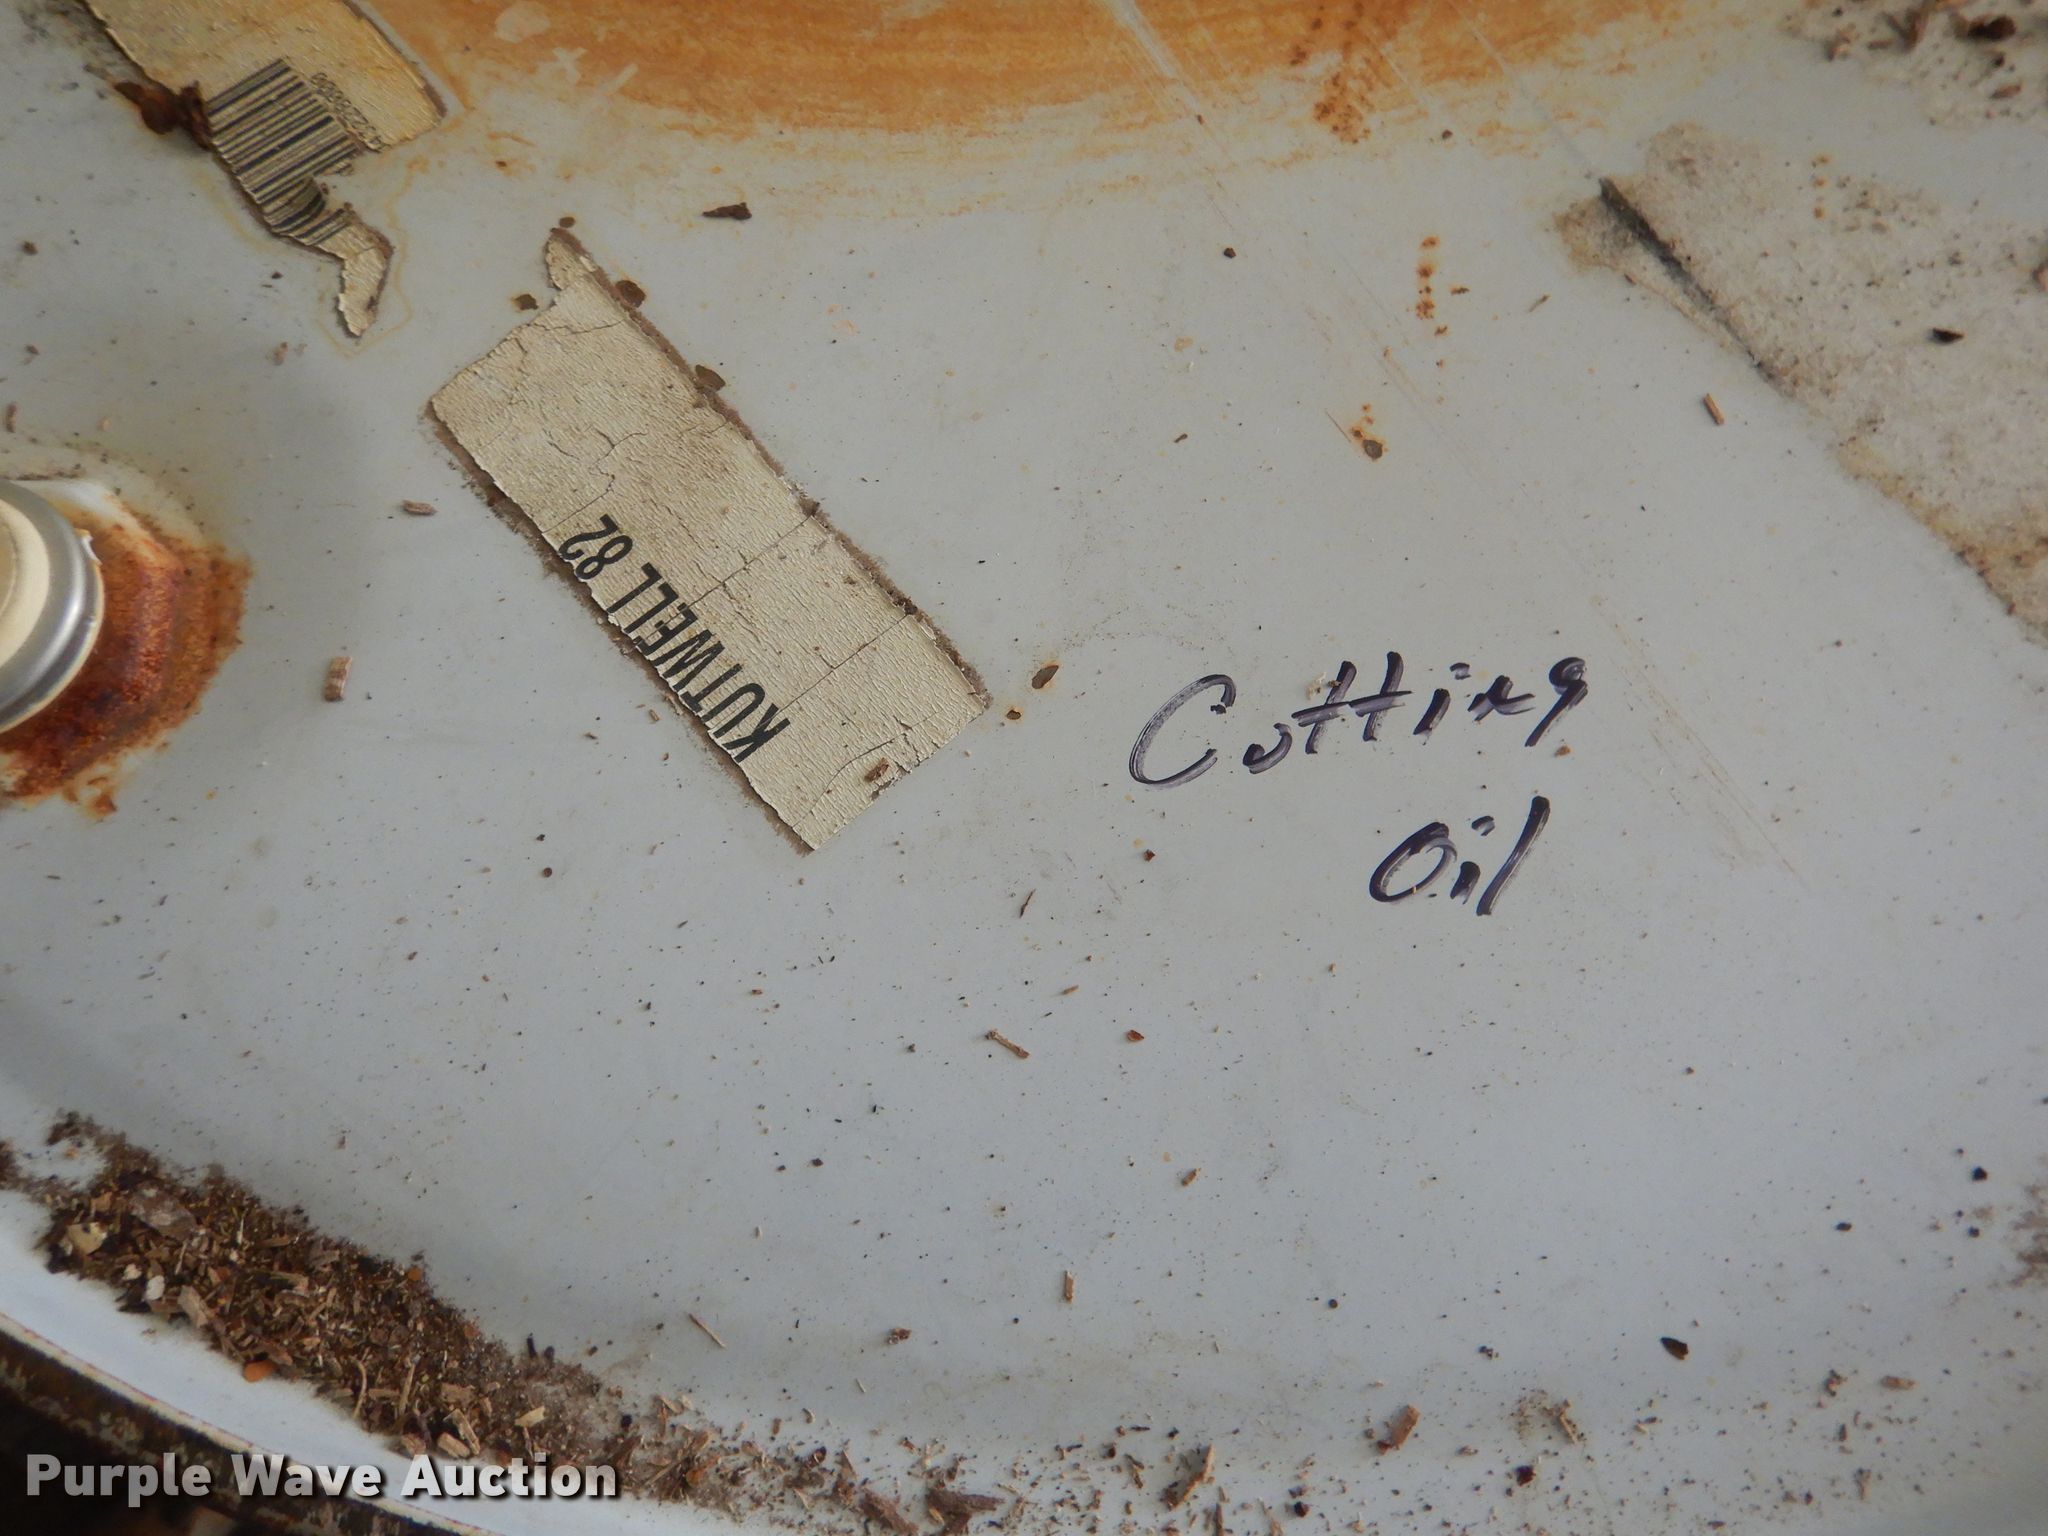 KUTWELL 82
Cutting
Oil
Purple Wave Auction